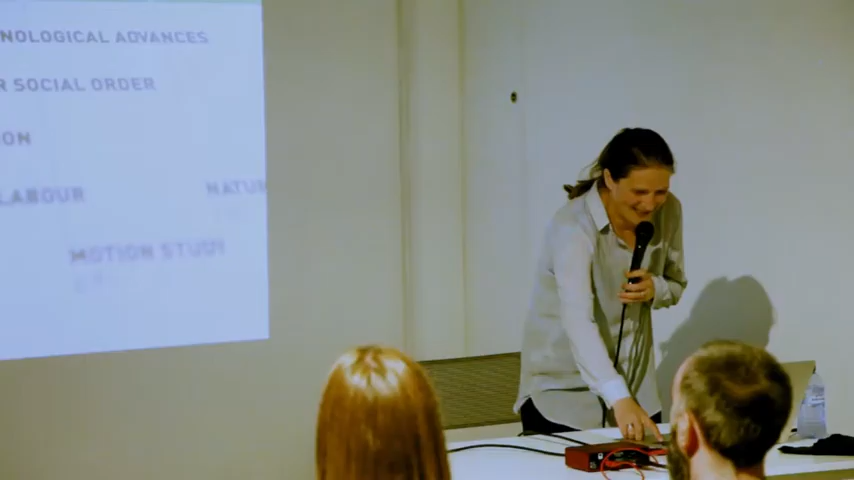 NOLOGICAL ADVANCES
R SOCIAL ORDER
ON
LABOUR
NATUR
MOTION STUDY